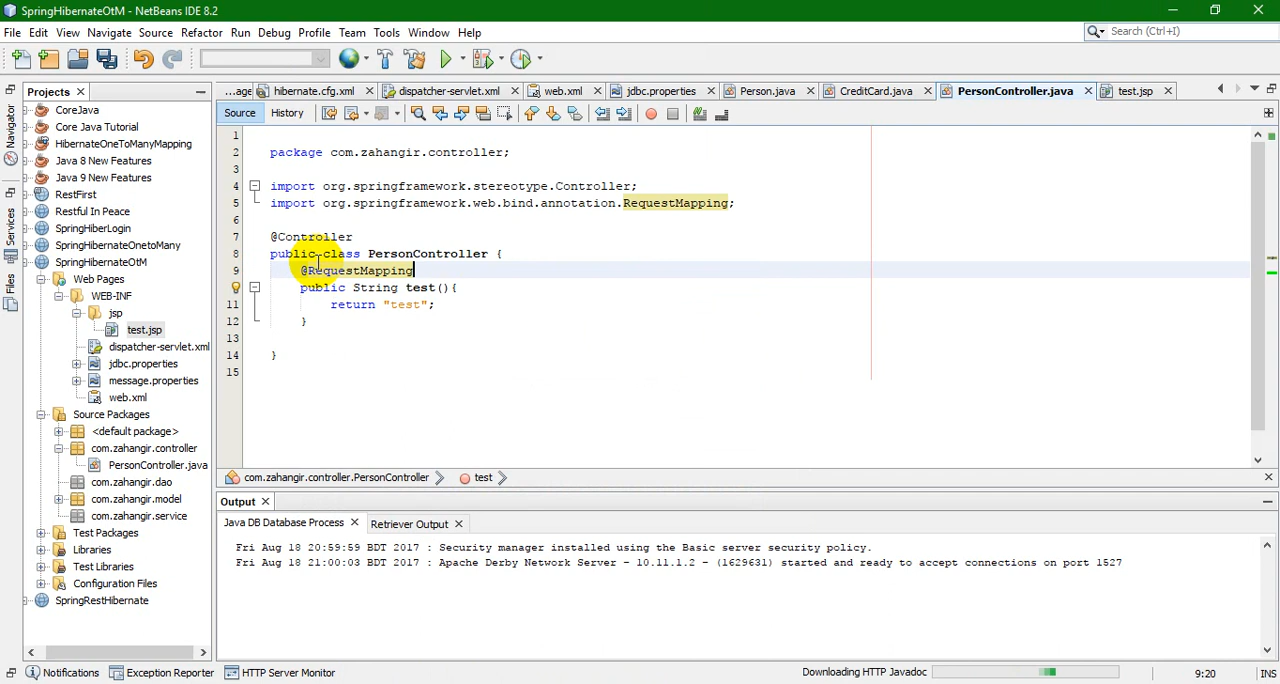 SpringHibernateOtM - NetBeans IDE 8.2
File Edit View Navigate Source Refactor Run Debug Profile Team Tools Window Help
Search (Ctrl+I)
Projects
...age hibernate.cfg.xml dispatcher-servlet.xml web.xml jdbc.properties Person.java CreditCard.java PersonController.java test.jsp
Source History
Navigator
Services
Files
CoreJava
Core Java Tutorial
HibernateOneToManyMapping
Java 8 New Features
Java 9 New Features
RestFirst
Restful In Peace
SpringHiberLogin
SpringHibernateOnetoMany
SpringHibernateOtM
Web Pages
WEB-INF
jsp
test.jsp
dispatcher-servlet.xml
jdbc.properties
message.properties
web.xml
Source Packages
<default package>
com.zahangir.controller
PersonController.java
com.zahangir.dao
com.zahangir.model
com.zahangir.service
Test Packages
Libraries
Test Libraries
Configuration Files
SpringRestHibernate
1
2 package com.zahangir.controller;
3
4 import org.springframework.stereotype.Controller;
5 import org.springframework.web.bind.annotation.RequestMapping;
6
7 @Controller
8 public class PersonController {
9 @RequestMapping
public String test(){
11 return "test";
12 }
13
14 }
15
com.zahangir.controller.PersonController test
Output
Java DB Database Process Retriever Output
Fri Aug 18 20:59:59 BDT 2017 : Security manager installed using the Basic server security policy.
Fri Aug 18 21:00:03 BDT 2017 : Apache Derby Network Server - 10.11.1.2 - (1629631) started and ready to accept connections on port 1527
Notifications Exception Reporter HTTP Server Monitor Downloading HTTP Javadoc 9:20 INS